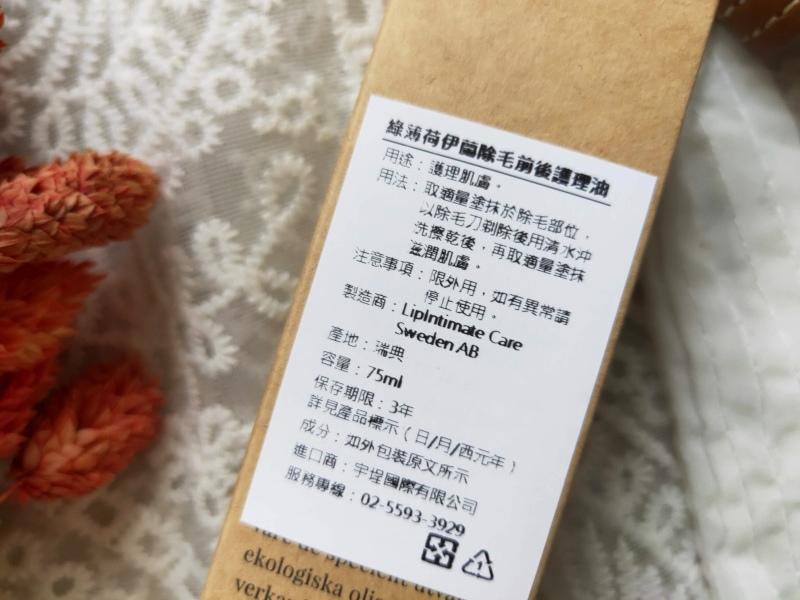 綠薄荷伊蘭除毛前後護理油
用途：護理肌膚。
用法：取適量塗抹於除毛部位，
以除毛刀剃除後用清水沖
洗擦乾後，再取適量塗抹
滋潤肌膚。
注意事項：限外用，如有異常請
停止使用。
製造商：LipIntimate Care
Sweden AB
產地：瑞典
容量：75ml
保存期限：3年
詳見產品標示（日/月/西元年）
成分：如外包裝原文所示
進口商：宇埕國際有限公司
服務專線：02-5593-3929
1
ekologiska